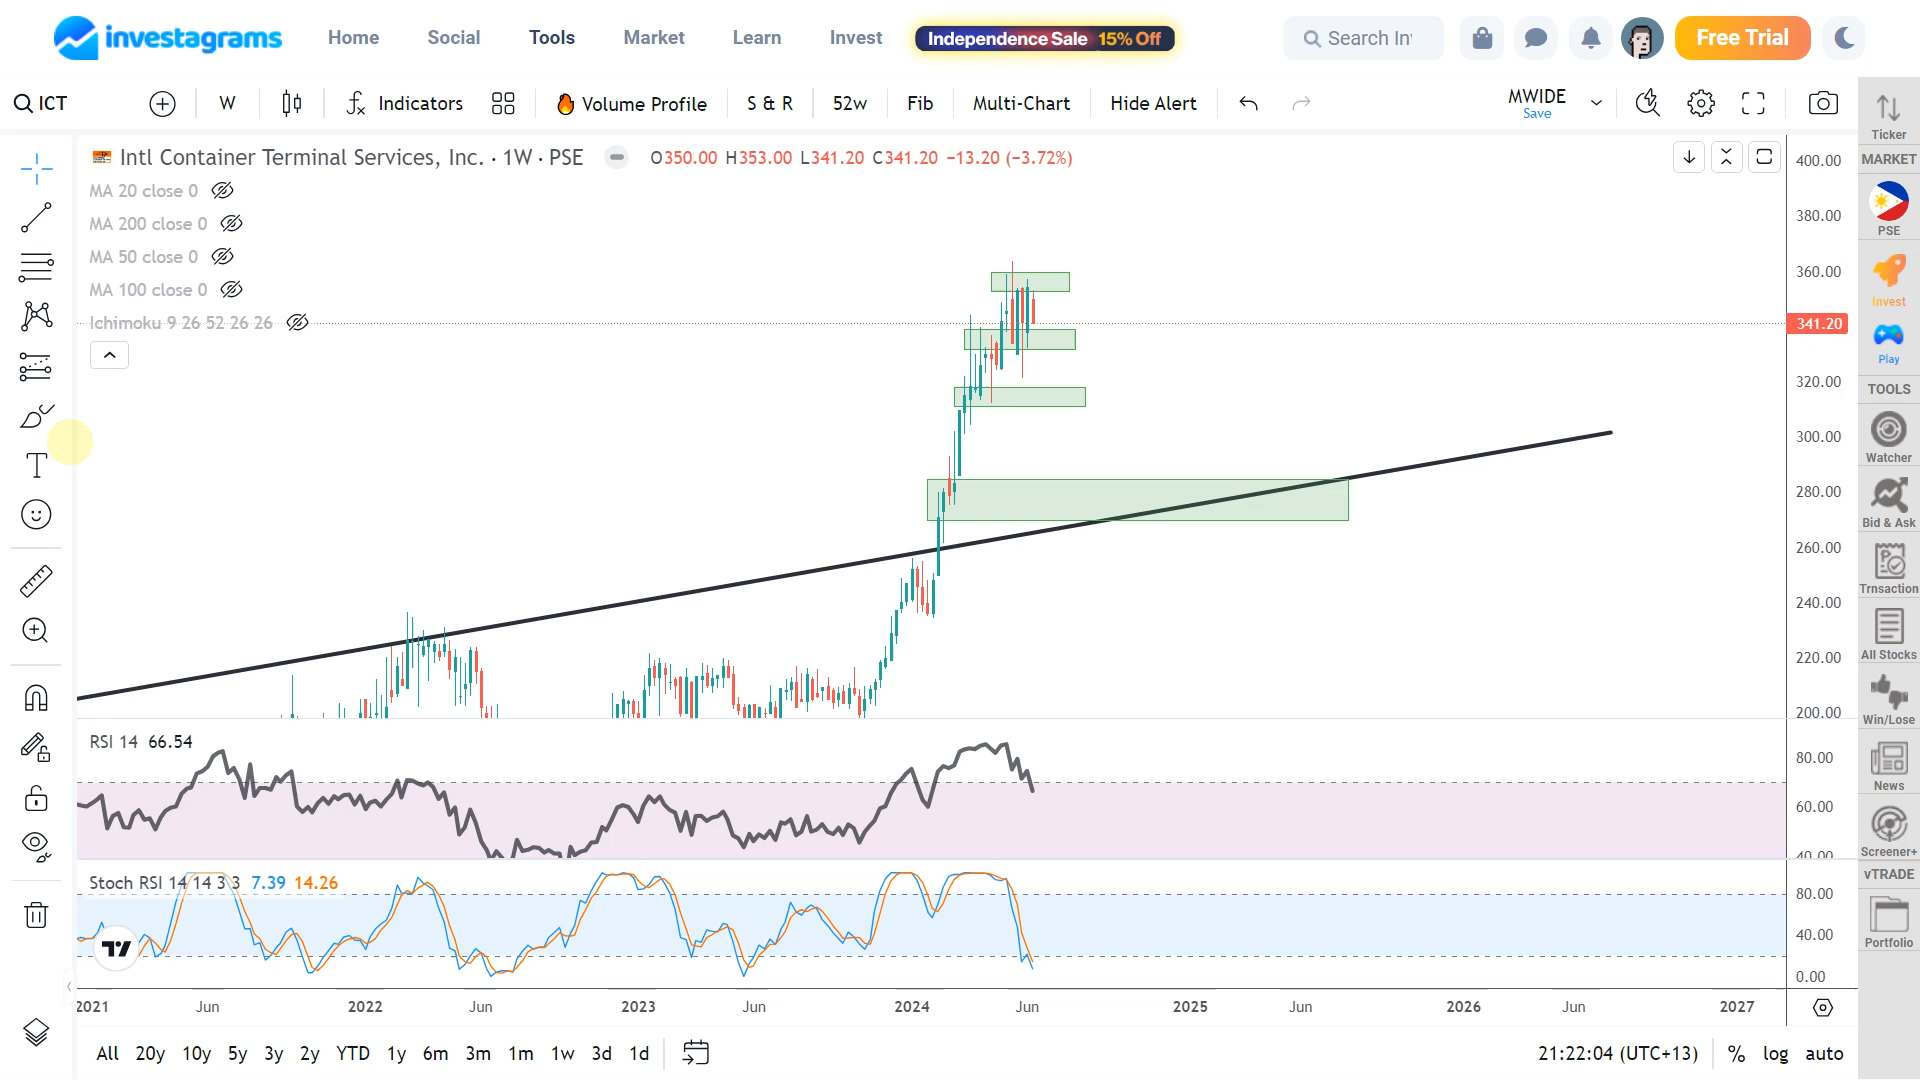 investagrams Home Social Tools Market Learn Invest Independence Sale 15% Off Search In Free Trial
ICT W Indicators Volume Profile S & R 52w Fib Multi-Chart Hide Alert MWIDE
Save
Intl Container Terminal Services, Inc. · 1W · PSE O350.00 H353.00 L341.20 C341.20 −13.20 (−3.72%)
MA 20 close 0
MA 200 close 0
MA 50 close 0
MA 100 close 0
Ichimoku 9 26 52 26 26
400.00
380.00
360.00
341.20
320.00
300.00
280.00
260.00
240.00
220.00
200.00
RSI 14 66.54
80.00
60.00
40.00
Stoch RSI 14 14 3 3 7.39 14.26
80.00
40.00
0.00
2021 Jun 2022 Jun 2023 Jun 2024 Jun 2025 Jun 2026 Jun 2027
All 20y 10y 5y 3y 2y YTD 1y 6m 3m 1m 1w 3d 1d 21:22:04 (UTC+13) % log auto
Ticker
MARKET
PSE
Invest
Play
TOOLS
Watcher
Bid & Ask
Trnsaction
All Stocks
Win/Lose
News
Screener+
vTRADE
Portfolio